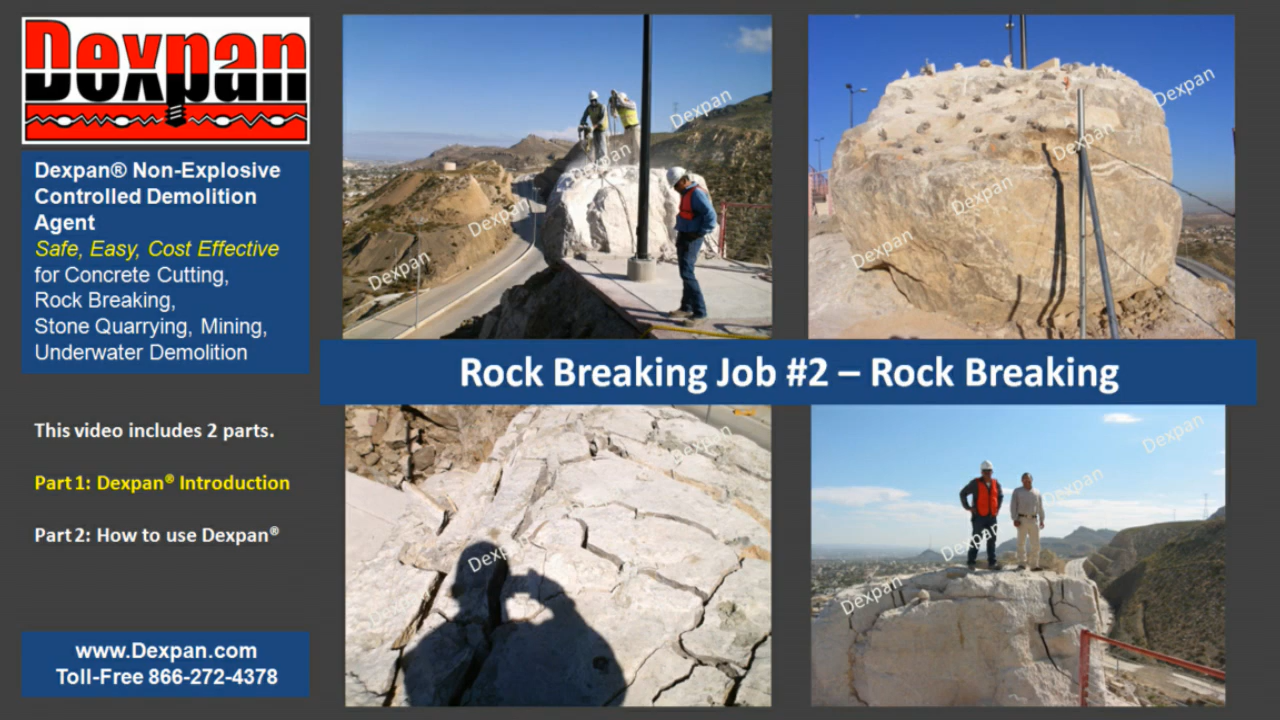 Dexpan
Dexpan® Non-Explosive
Controlled Demolition
Agent
Safe, Easy, Cost Effective
for Concrete Cutting,
Rock Breaking,
Stone Quarrying, Mining,
Underwater Demolition
This video includes 2 parts.
Part 1: Dexpan® Introduction
Part 2: How to use Dexpan®
www.Dexpan.com
Toll-Free 866-272-4378
Dexpan
Dexpan
Dexpan
Dexpan
Dexpan
Dexpan
Dexpan
Dexpan
Rock Breaking Job #2 – Rock Breaking
Dexpan
Dexpan
Dexpan
Dexpan
Dexpan
Dexpan
Dexpan